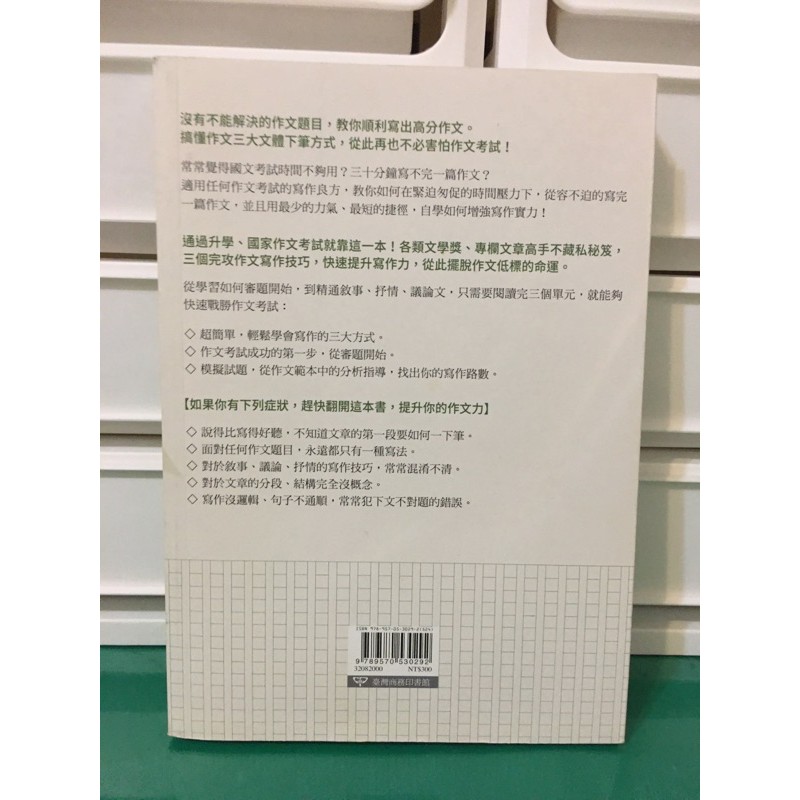 沒有不能解決的作文題目，教你順利寫出高分作文。
搞懂作文三大文體下筆方式，從此再也不必害怕作文考試！
常常覺得國文考試時間不夠用？三十分鐘寫不完一篇作文？
適用任何作文考試的寫作良方，教你如何在緊迫匆促的時間壓力下，從容不迫的寫完
一篇作文，並且用最少的力氣、最短的捷徑，自學如何增強寫作實力！
通過升學、國家作文考試就靠這一本！各類文學獎、專欄文章高手不藏私秘笈，
三個完攻作文寫作技巧，快速提升寫作力，從此擺脫作文低標的命運。
從學習如何審題開始，到精通敘事、抒情、議論文，只需要閱讀完三個單元，就能夠
快速戰勝作文考試：
◇ 超簡單，輕鬆學會寫作的三大方式。
◇ 作文考試成功的第一步，從審題開始。
◇ 模擬試題，從作文範本中的分析指導，找出你的寫作路數。
【如果你有下列症狀，趕快翻開這本書，提升你的作文力】
◇ 說得比寫得好聽，不知道文章的第一段要如何一下筆。
◇ 面對任何作文題目，永遠都只有一種寫法。
◇ 對於敘事、議論、抒情的寫作技巧，常常混淆不清。
◇ 對於文章的分段、結構完全沒概念。
◇ 寫作沒邏輯、句子不通順，常常犯下文不對題的錯誤。
ISBN 978-957-05-3029-2
9 789570 530292
32082000 NT$300
臺灣商務印書館